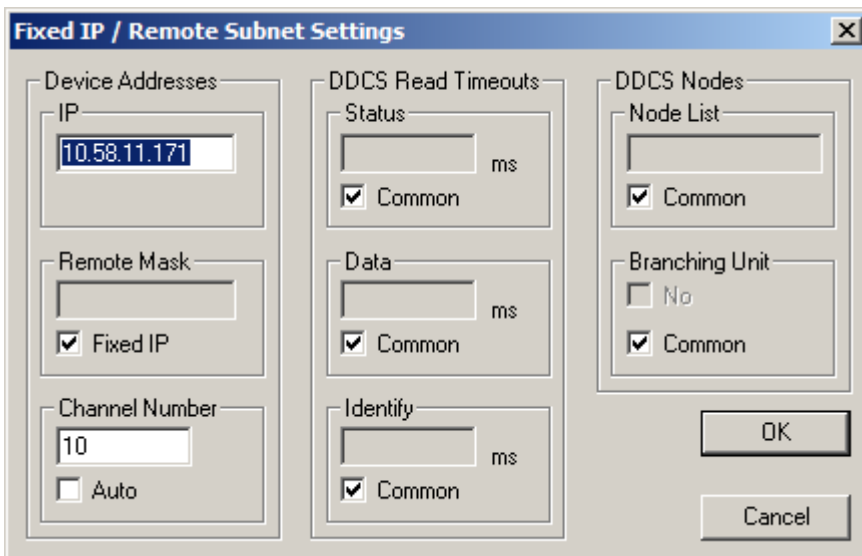 Fixed IP / Remote Subnet Settings
Device Addresses
IP
10.58.11.171
Remote Mask
Fixed IP
Channel Number
10
Auto
DDCS Read Timeouts
Status
ms
Common
Data
ms
Common
Identify
ms
Common
DDCS Nodes
Node List
Common
Branching Unit
No
Common
OK
Cancel